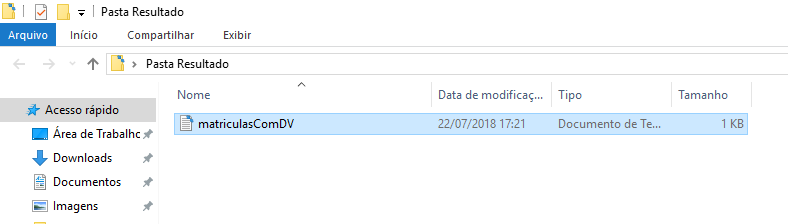 Pasta Resultado
Arquivo Início Compartilhar Exibir
Pasta Resultado
Nome Data de modificaç... Tipo Tamanho
Acesso rápido
matriculasComDV 22/07/2018 17:21 Documento de Te... 1 KB
Área de Trabalho
Downloads
Documentos
Imagens